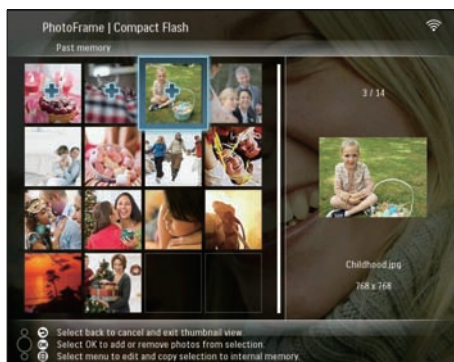 PhotoFrame | Compact Flash
Past memory
3 / 14
Childhood.jpg
768 x 768
Select back to cancel and exit thumbnail view.
OK Select OK to add or remove photos from selection.
Select menu to edit and copy selection to internal memory.